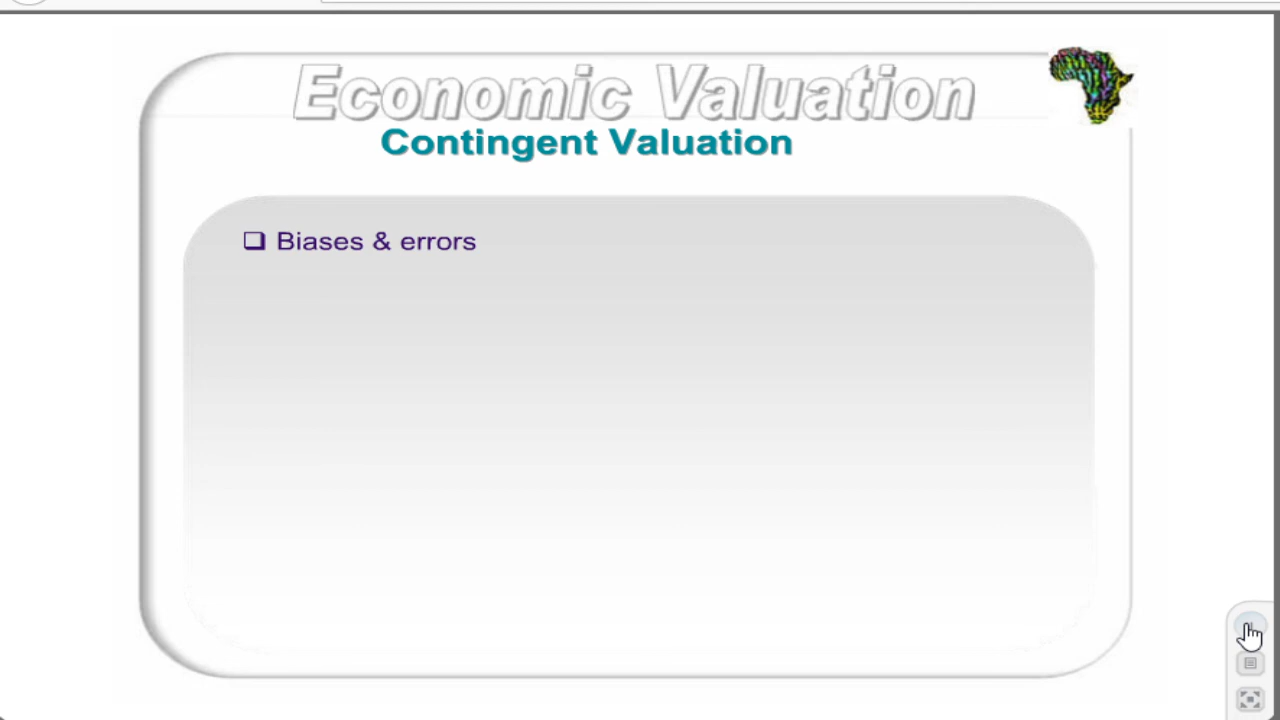 Economic Valuation
Contingent Valuation
❑ Biases & errors